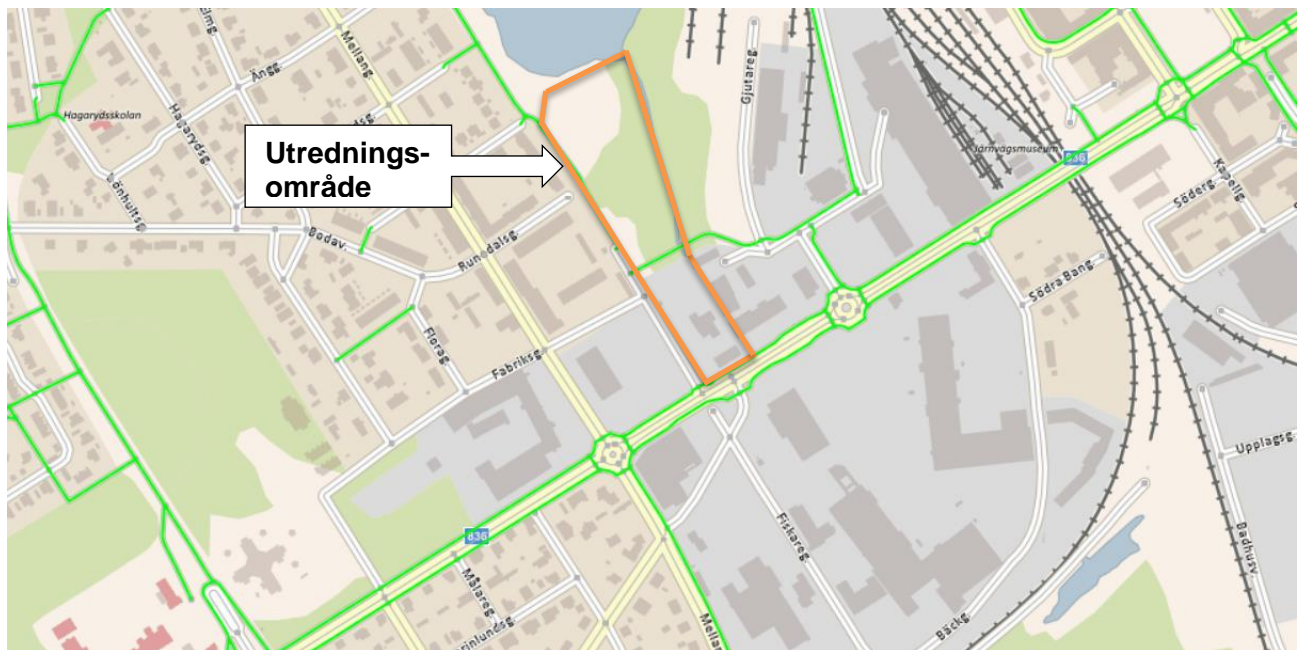 Mellang
Ängg
Hagarydsskolan
Hagarydsg
Utrednings-
område
Gjutareg
Järnvägsmuseum
836
Kapellg
Söderg
Lönhultsg
Bodav
Runedalsg
Södra Bang
Florag
Fabriksg
Upplagsg
Fiskareg
836
Målareg
Badhusv
Bäckg